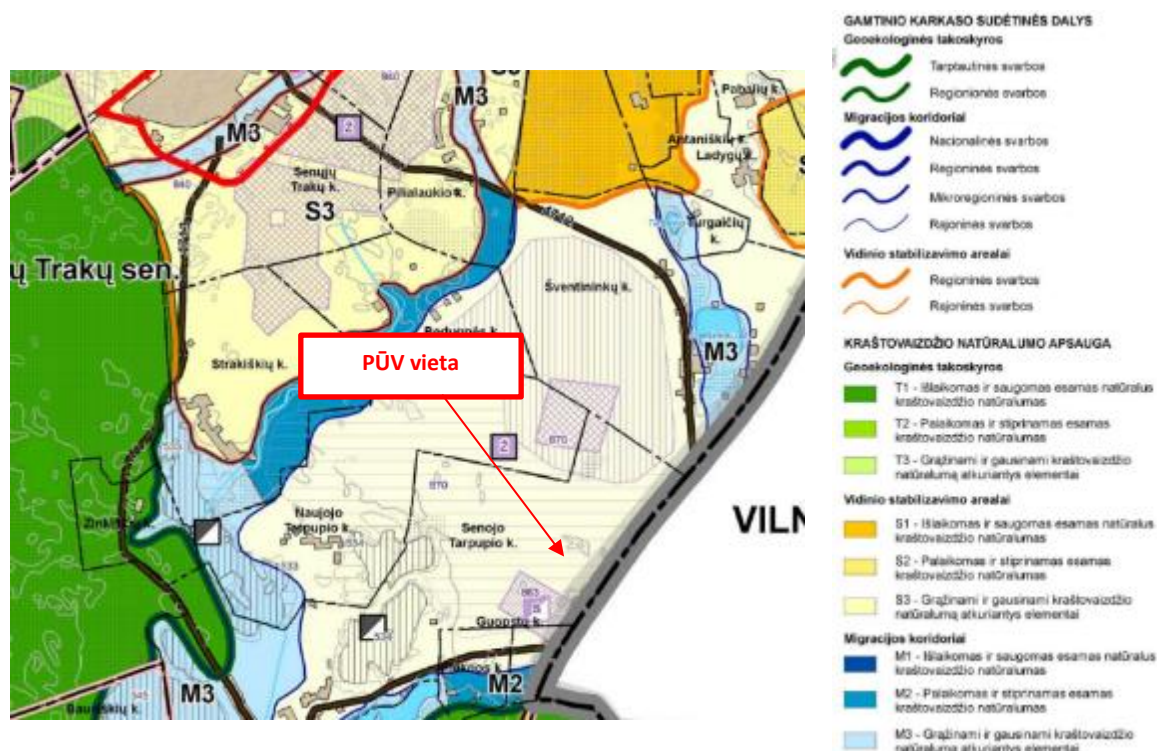 GAMTINIO KARKASO SUDĖTINĖS DALYS
Geoekologinės takoskyros
Tarptautinės svarbos
Regioninės svarbos
Migracijos koridoriai
Nacionalinės svarbos
Regioninės svarbos
Mikroregioninės svarbos
Rajoninės svarbos
Vidinio stabilizavimo arealai
Regioninės svarbos
Rajoninės svarbos
KRAŠTOVAIZDŽIO NATŪRALUMO APSAUGA
Geoekologinės takoskyros
T1 - Išlaikomas ir saugomas esamas natūralus
kraštovaizdžio natūralumas
T2 - Palaikomas ir stiprinamas esamas
kraštovaizdžio natūralumas
T3 - Grąžinami ir gausinami kraštovaizdžio
natūralumą atkuriantys elementai
Vidinio stabilizavimo arealai
S1 - Išlaikomas ir saugomas esamas natūralus
kraštovaizdžio natūralumas
S2 - Palaikomas ir stiprinamas esamas
kraštovaizdžio natūralumas
S3 - Grąžinami ir gausinami kraštovaizdžio
natūralumą atkuriantys elementai
Migracijos koridoriai
M1 - Išlaikomas ir saugomas esamas natūralus
kraštovaizdžio natūralumas
M2 - Palaikomas ir stiprinamas esamas
kraštovaizdžio natūralumas
M3 - Grąžinami ir gausinami kraštovaizdžio
natūralumą atkuriantys elementai
M3
Pabalių k.
2
M3
Antaniškių k.
Ladygų k.
Senųjų
Trakų k.
Pilialaukio k.
S3
Turgaičių
k.
ų Trakų sen.
Šventininkų k.
PŪV vieta
Strakiškių k.
M3
2
870
870
Naujojo
Tarpupio k.
Senojo
Tarpupio k.
VILN
533
534
863
S
Guopstų k.
M2
M3